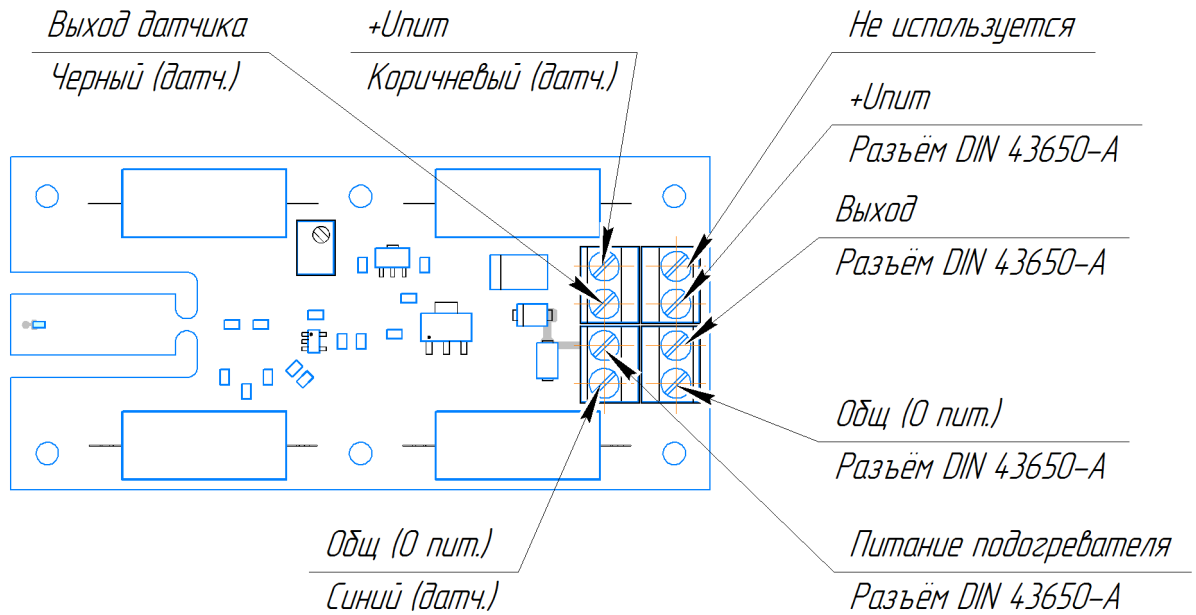 Выход датчика
Черный (датч.)
+Uпит
Коричневый (датч.)
Не используется
+Uпит
Разъём DIN 43650-А
Выход
Разъём DIN 43650-А
Общ (0 пит.)
Разъём DIN 43650-А
Общ (0 пит.)
Синий (датч.)
Питание подогревателя
Разъём DIN 43650-А